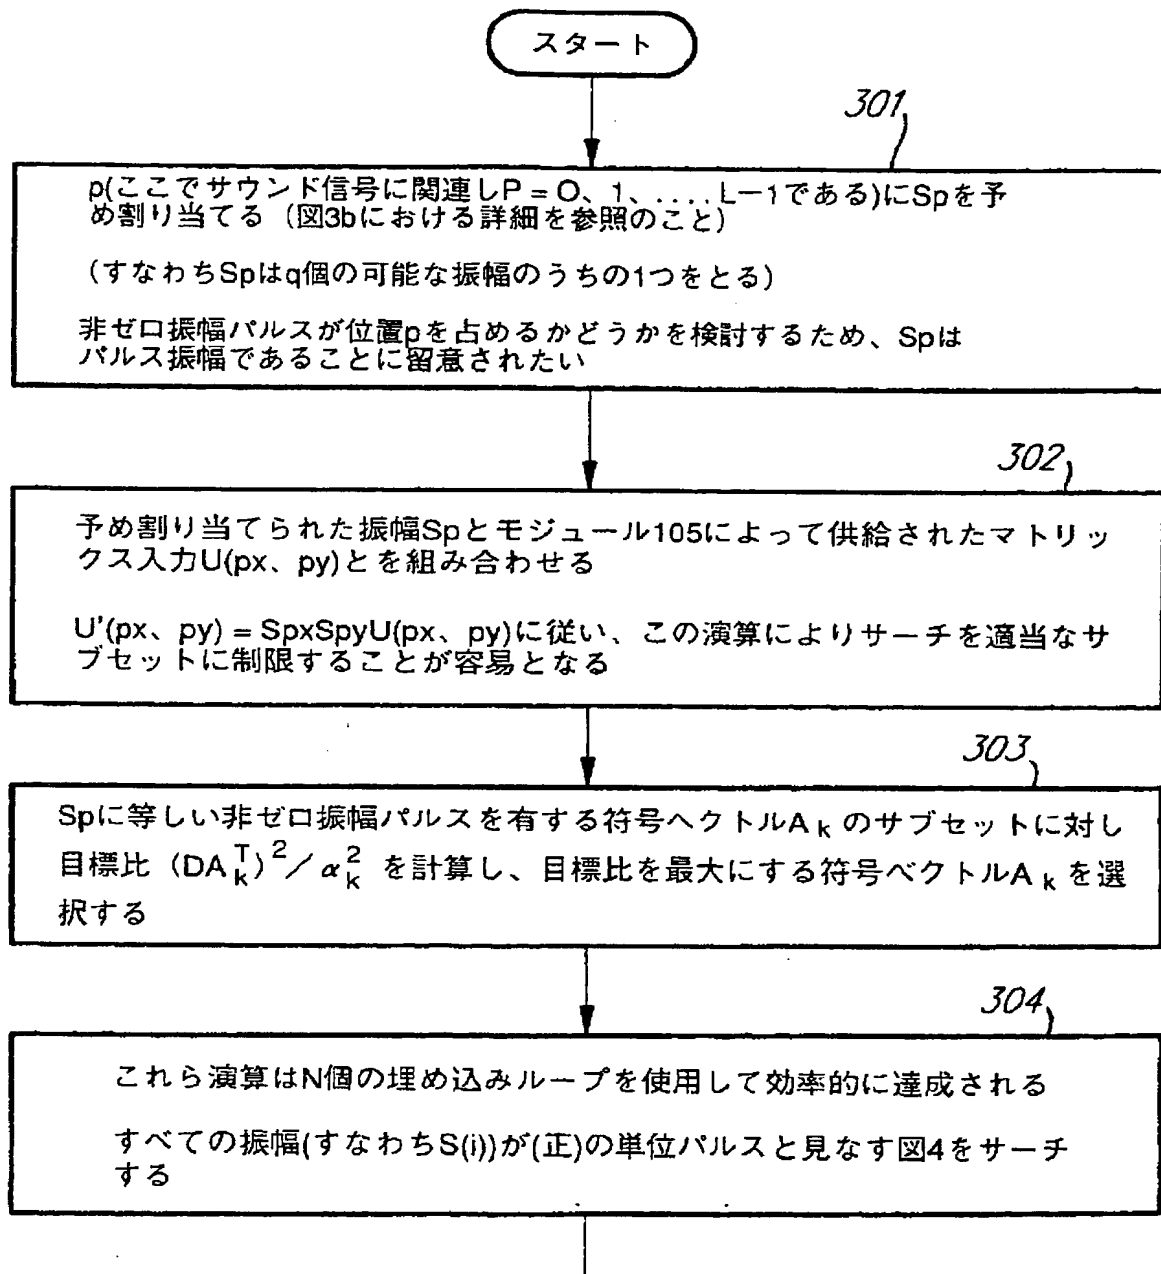 スタート
301
p(ここでサウンド信号に関連しP = O、1、.... L−1である)にSpを予
め割り当てる（図3bにおける詳細を参照のこと）
（すなわちSpはq個の可能な振幅のうちの1つをとる）
非ゼロ振幅パルスが位置pを占めるかどうかを検討するため、Spは
パルス振幅であることに留意されたい
302
予め割り当てられた振幅Spとモジュール105によって供給されたマトリッ
クス入力U(px、py)とを組み合わせる
U'(px、py) = SpxSpyU(px、py)に従い、この演算によりサーチを適当なサ
ブセットに制限することが容易となる
303
Spに等しい非ゼロ振幅パルスを有する符号ヘクトルA k のサブセットに対し
目標比（DA_k^T）^2／α_k^2 を計算し、目標比を最大にする符号ベクトルA k を選
択する
304
これら演算はN個の埋め込みループを使用して効率的に達成される
すべての振幅(すなわちS(i))が(正)の単位パルスと見なす図4をサーチ
する